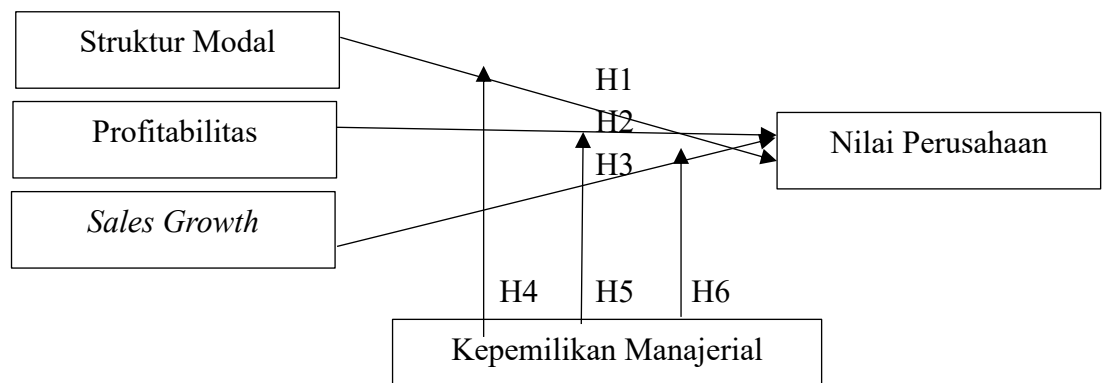 Struktur Modal
H1
Profitabilitas
H2
Nilai Perusahaan
H3
Sales Growth
H4 H5 H6
Kepemilikan Manajerial